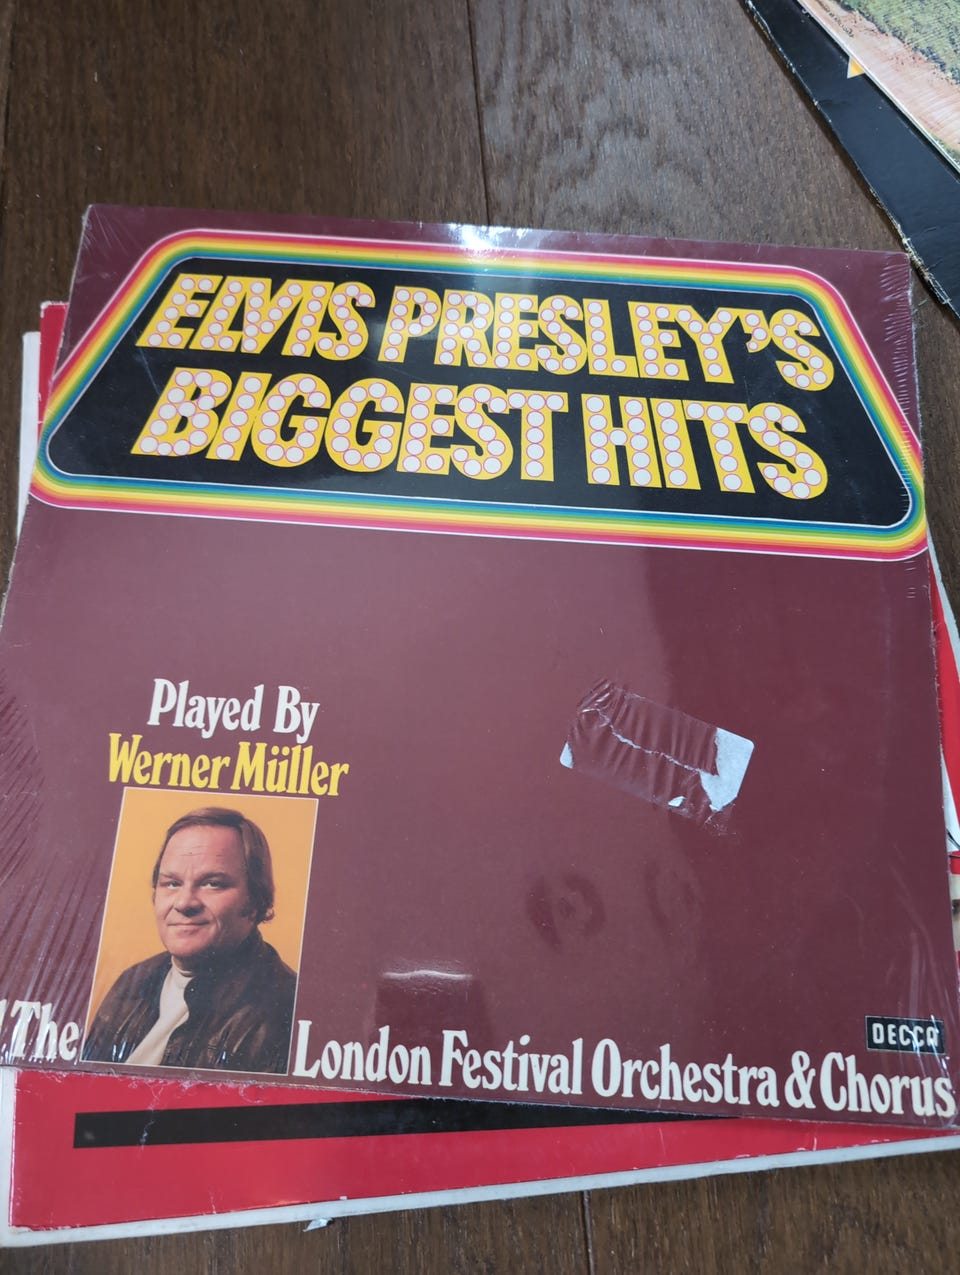 ELVIS PRESLEY'S
BIGGEST HITS
Played By
Werner Müller
The London Festival Orchestra & Chorus
DECCA